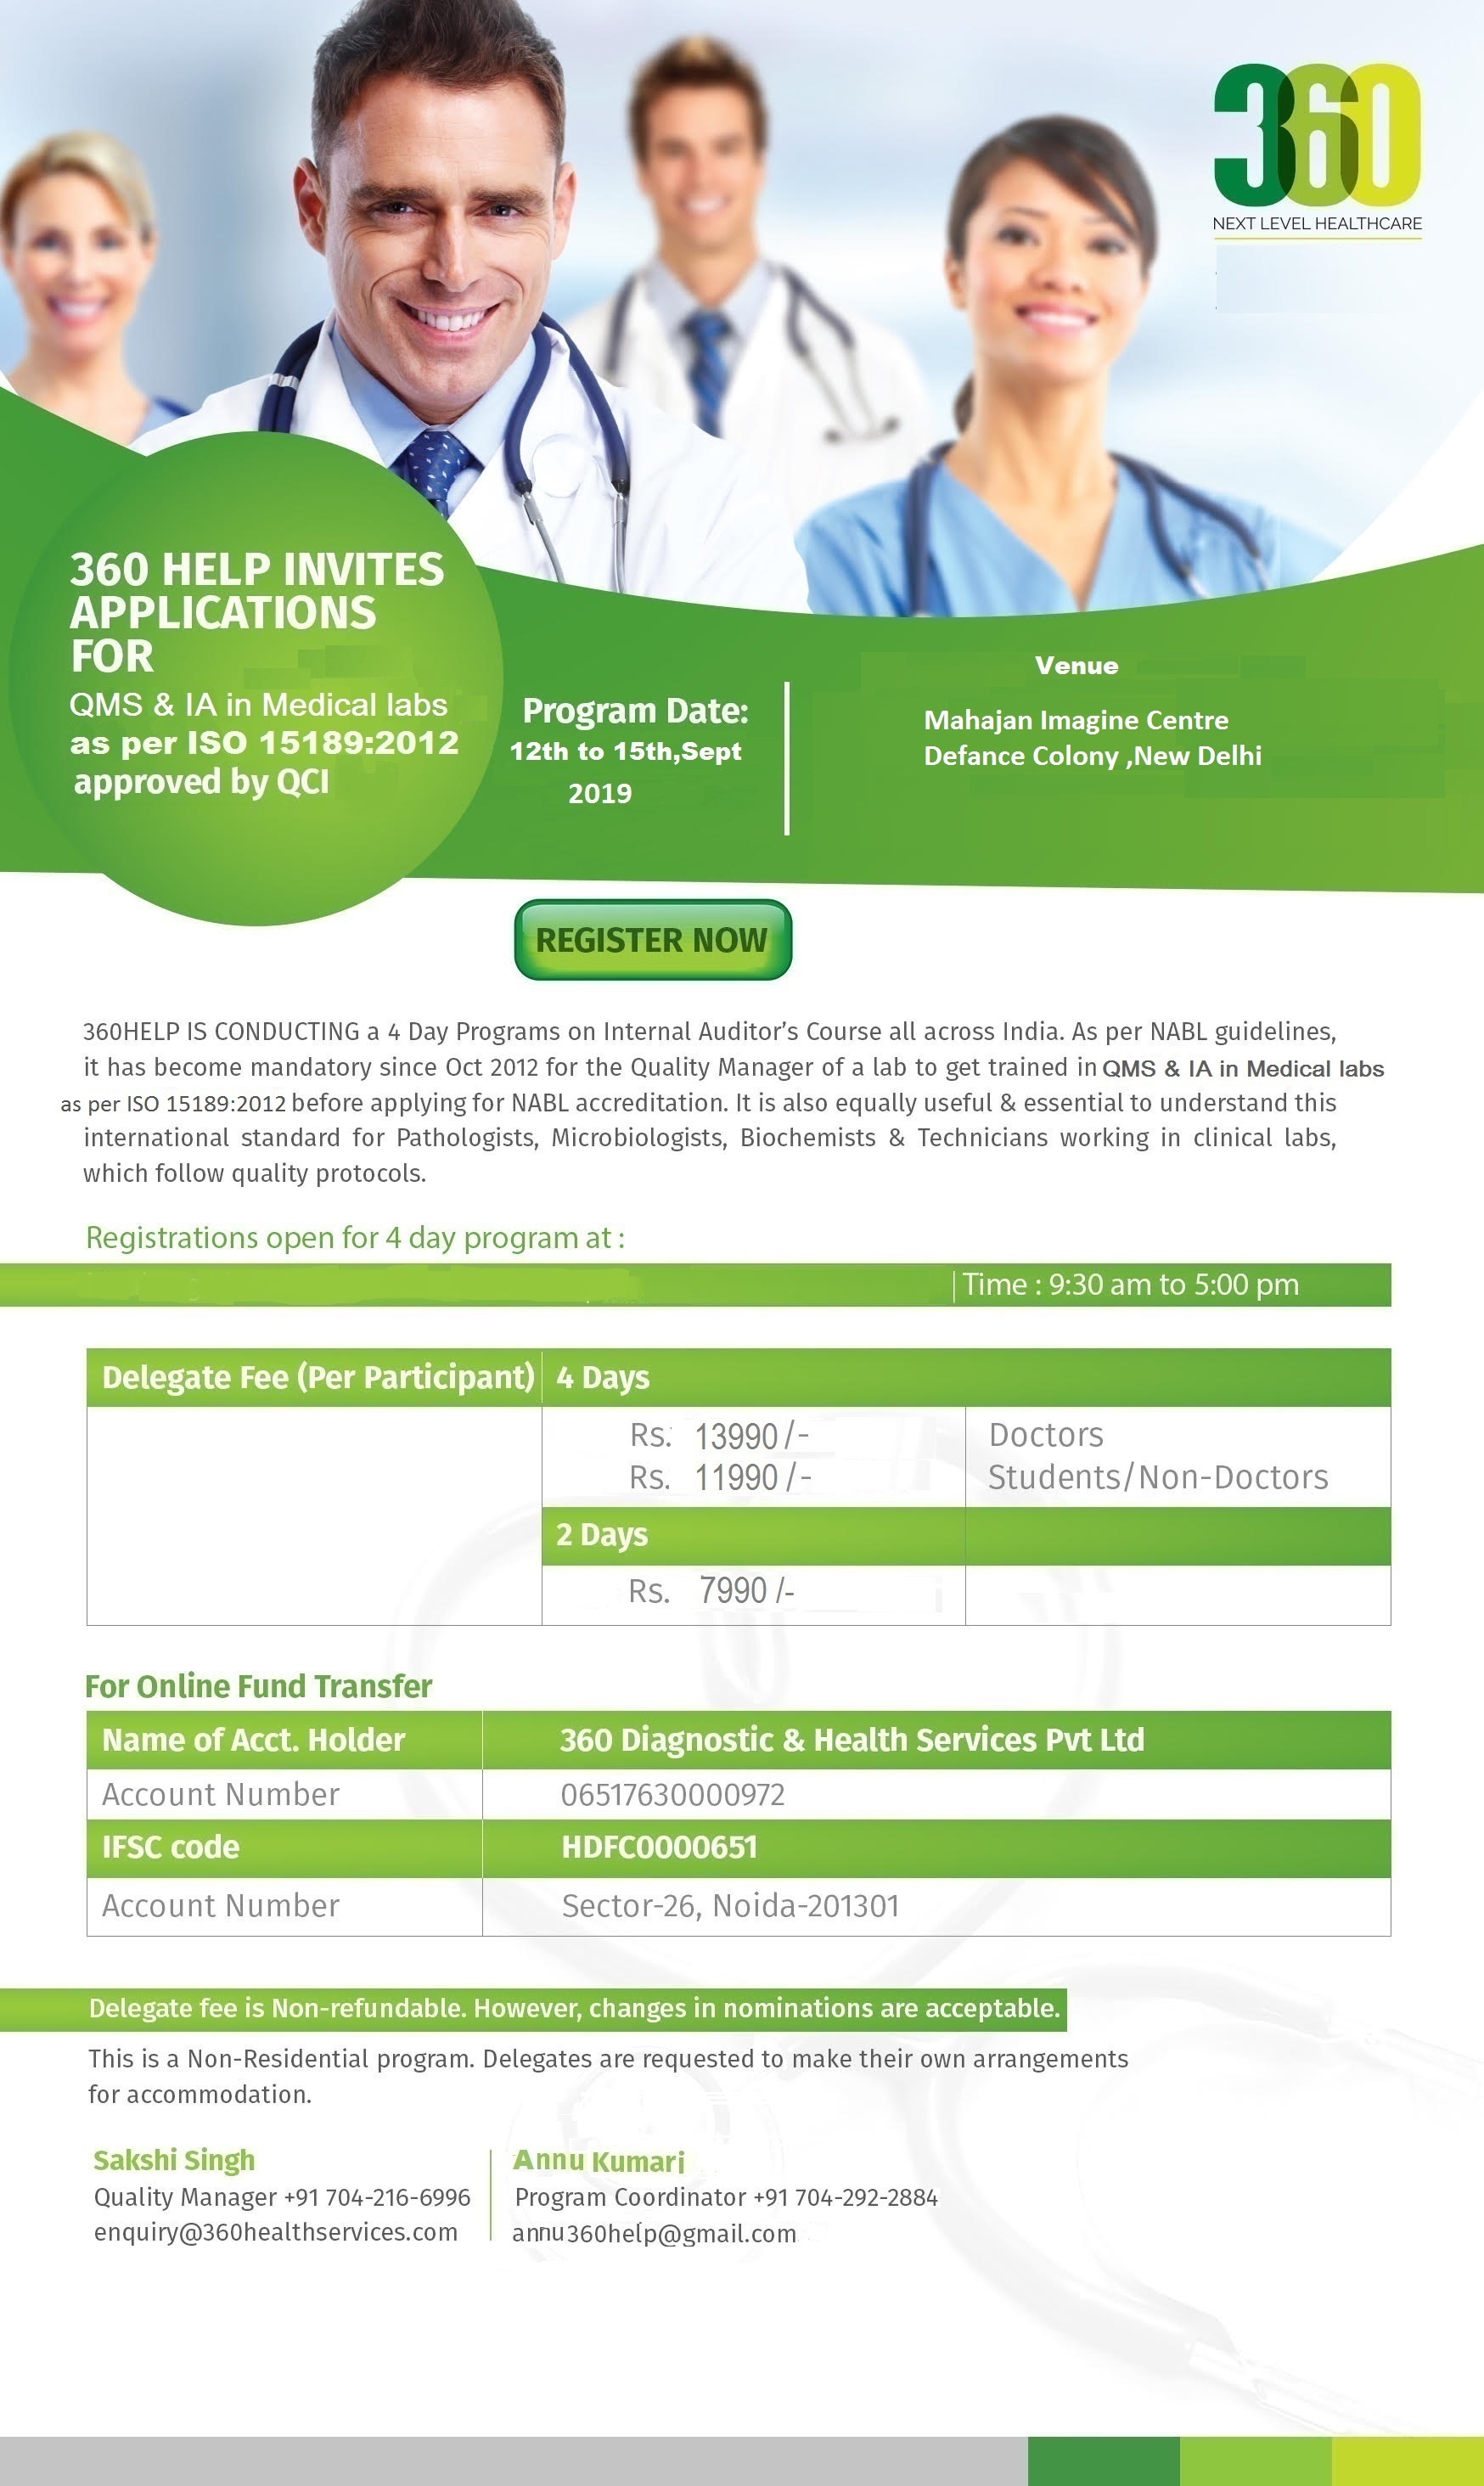 360
NEXT LEVEL HEALTHCARE
360 HELP INVITES
APPLICATIONS
FOR
QMS & IA in Medical labs
as per ISO 15189:2012
approved by QCI
Program Date:
12th to 15th,Sept
2019
Venue
Mahajan Imagine Centre
Defance Colony ,New Delhi
REGISTER NOW
360HELP IS CONDUCTING a 4 Day Programs on Internal Auditor's Course all across India. As per NABL guidelines,
it has become mandatory since Oct 2012 for the Quality Manager of a lab to get trained in QMS & IA in Medical labs
as per ISO 15189:2012 before applying for NABL accreditation. It is also equally useful & essential to understand this
international standard for Pathologists, Microbiologists, Biochemists & Technicians working in clinical labs,
which follow quality protocols.
Registrations open for 4 day program at :
Time : 9:30 am to 5:00 pm
Delegate Fee (Per Participant) 4 Days
Rs. 13990 /- Doctors
Rs. 11990 /- Students/Non-Doctors
2 Days
Rs. 7990 /-
For Online Fund Transfer
Name of Acct. Holder 360 Diagnostic & Health Services Pvt Ltd
Account Number 06517630000972
IFSC code HDFC0000651
Account Number Sector-26, Noida-201301
Delegate fee is Non-refundable. However, changes in nominations are acceptable.
This is a Non-Residential program. Delegates are requested to make their own arrangements
for accommodation.
Sakshi Singh
Quality Manager +91 704-216-6996
enquiry@360healthservices.com
Annu Kumari
Program Coordinator +91 704-292-2884
annu360help@gmail.com